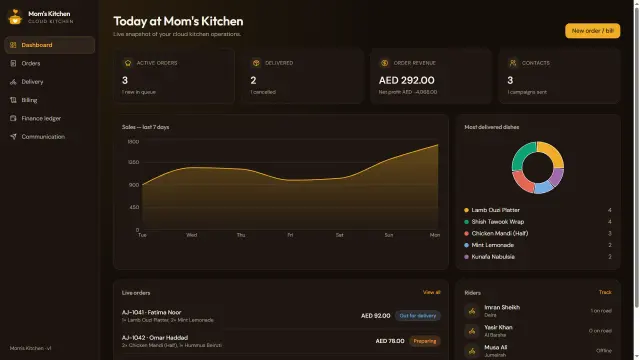 Mom's Kitchen
CLOUD KITCHEN
Dashboard
Orders
Delivery
Billing
Finance ledger
Communication
Mom's Kitchen · v1
Today at Mom's Kitchen
Live snapshot of your cloud kitchen operations.
New order / bill
ACTIVE ORDERS
3
1 new in queue
DELIVERED
2
1 cancelled
ORDER REVENUE
AED 292.00
Net profit AED
CONTACTS
3
1 campaigns sent
Sales — last 7 days
1800
1350
900
450
0
Tue
Wed
Thu
Fri
Sat
Sun
Mon
Most delivered dishes
Lamb Ouzi Platter 4
Shish Tawook Wrap 4
Chicken Mandi (Half) 3
Mint Lemonade 2
Kunafa Nabulsia 2
Live orders
View all
AJ-1041 · Fatima Noor
1× Lamb Ouzi Platter, 2× Mint Lemonade
AED 92.00
Out for delivery
AJ-1042 · Omar Haddad
2× Chicken Mandi (Half), 1× Hummus Beiruti
AED 78.00
Preparing
Riders
Track
Imran Sheikh
Deira
1 on road
Yasir Khan
Al Barsha
0 on road
Musa Ali
Jumeirah
Offline